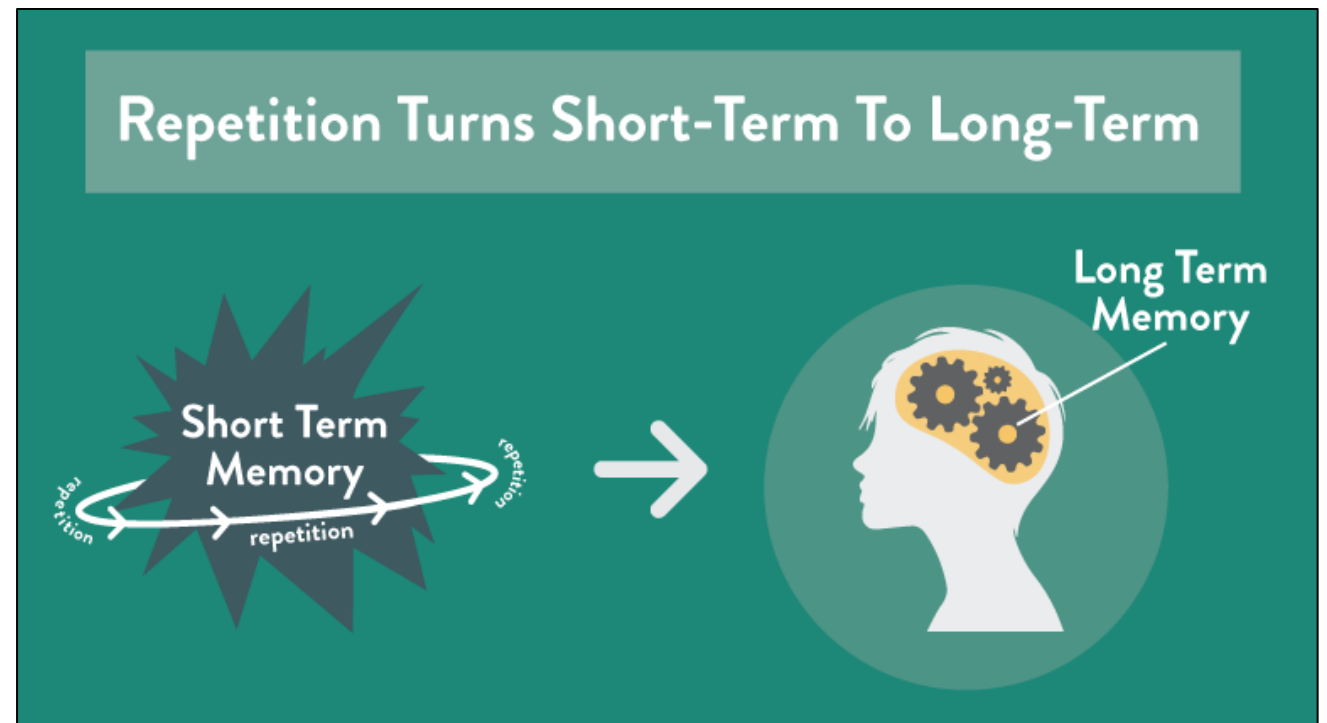 Repetition Turns Short-Term To Long-Term
Short Term
Memory
repetition
repetition
repetition
Long Term
Memory